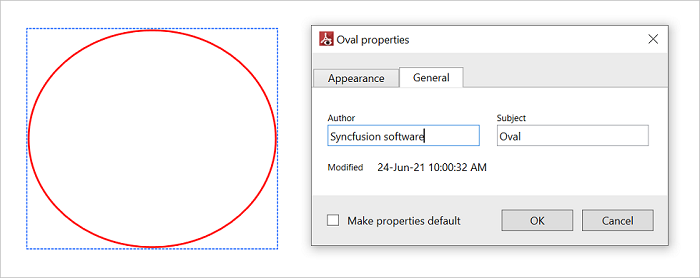 Oval properties
Appearance General
Author Subject
Syncfusion software Oval
Modified 24-Jun-21 10:00:32 AM
Make properties default OK Cancel